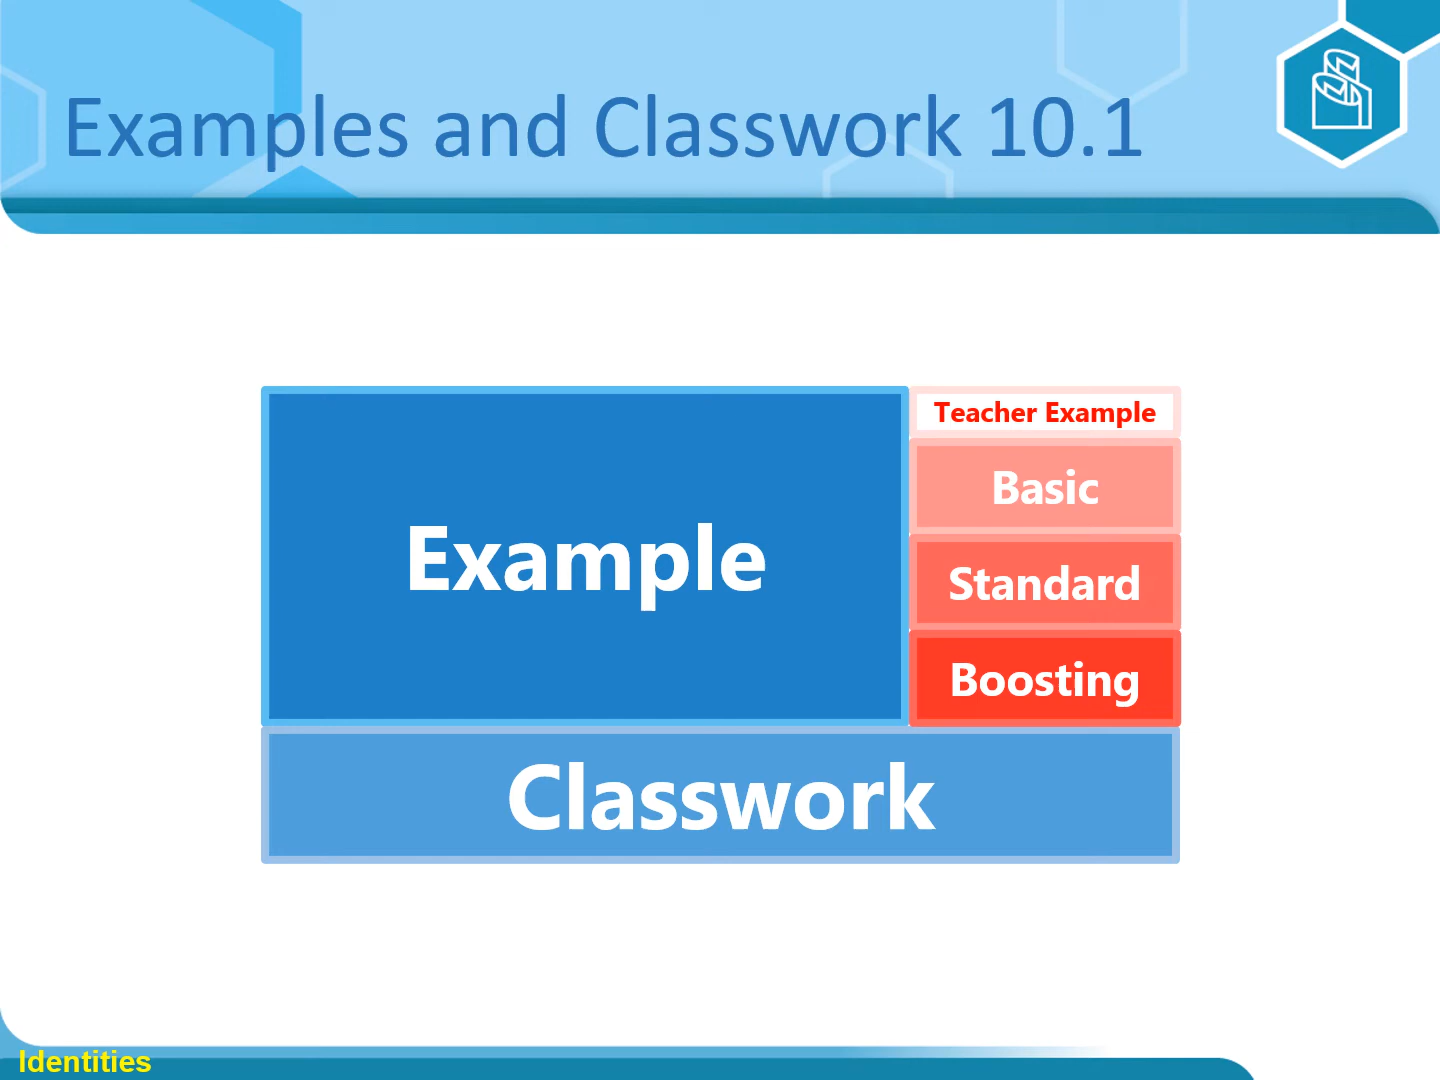 Examples and Classwork 10.1
Example
Teacher Example
Basic
Standard
Boosting
Classwork
Identities